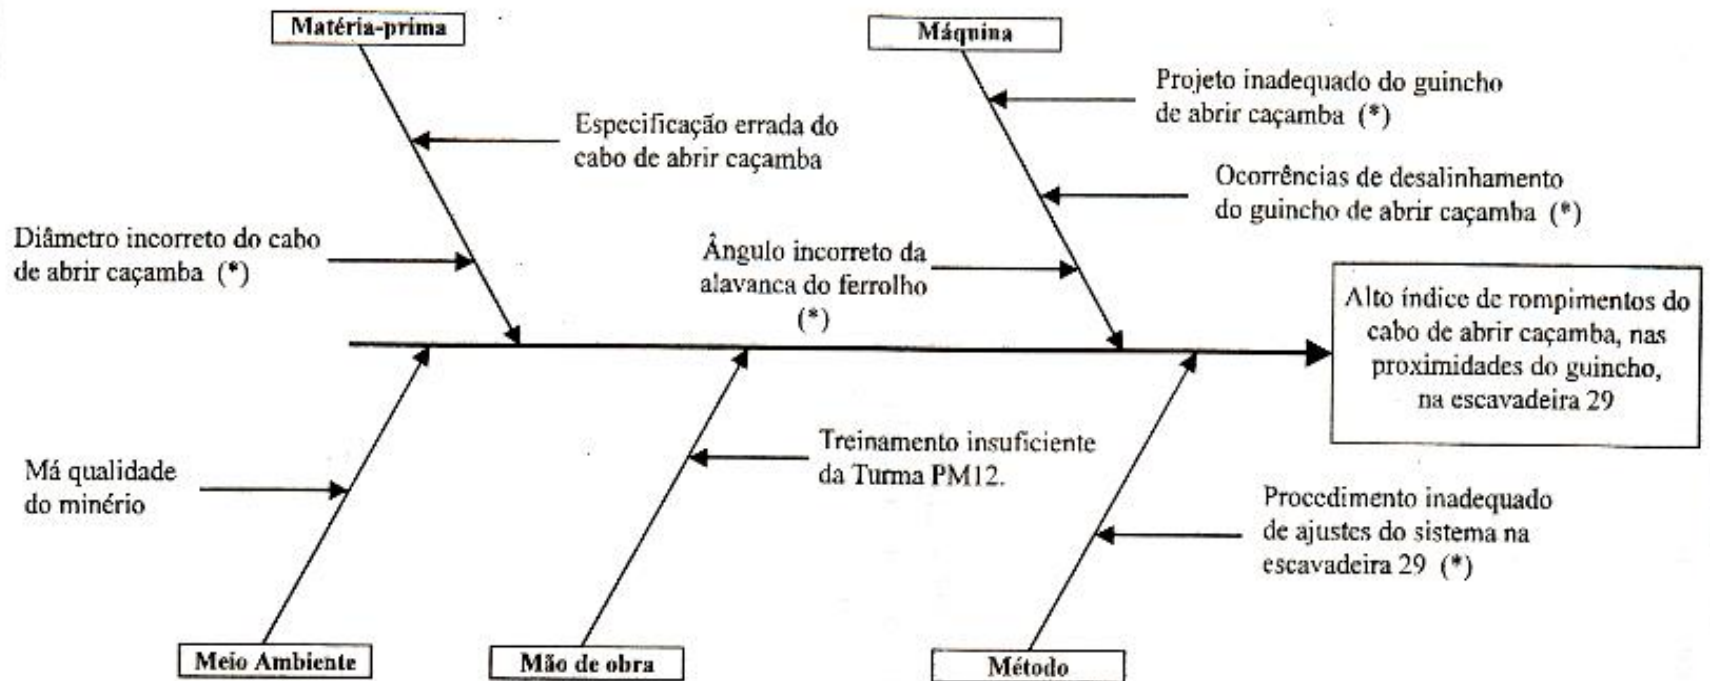 Matéria-prima
Máquina
Projeto inadequado do guincho
de abrir caçamba (*)
Especificação errada do
cabo de abrir caçamba
Ocorrências de desalinhamento
do guincho de abrir caçamba (*)
Diâmetro incorreto do cabo
de abrir caçamba (*)
Ângulo incorreto da
alavanca do ferrolho
(*)
Alto índice de rompimentos do
cabo de abrir caçamba, nas
proximidades do guincho,
na escavadeira 29
Má qualidade
do minério
Treinamento insuficiente
da Turma PM12.
Procedimento inadequado
de ajustes do sistema na
escavadeira 29 (*)
Meio Ambiente
Mão de obra
Método